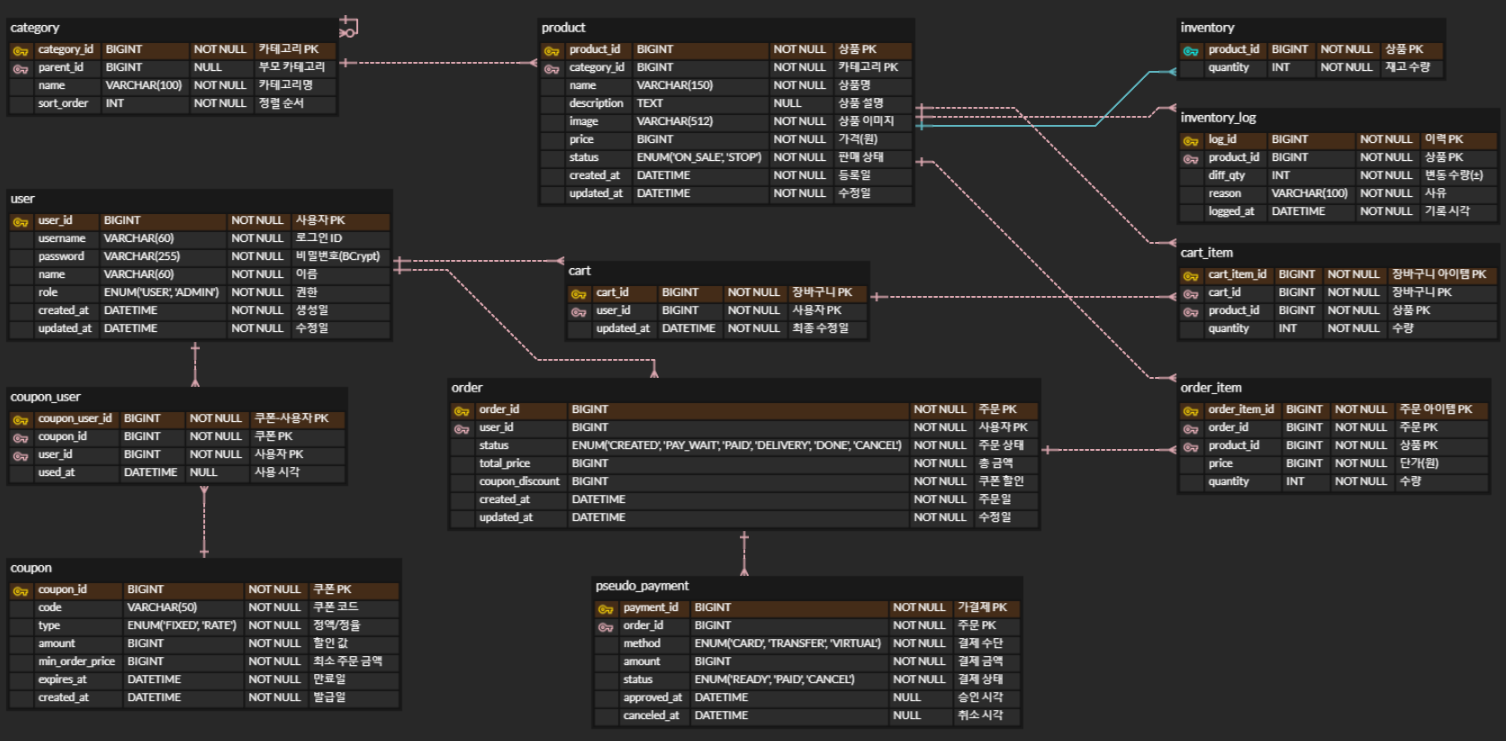 category
category_id BIGINT NOT NULL 카테고리 PK
parent_id BIGINT NULL 부모 카테고리
name VARCHAR(100) NOT NULL 카테고리명
sort_order INT NOT NULL 정렬 순서
product
product_id BIGINT NOT NULL 상품 PK
category_id BIGINT NOT NULL 카테고리 PK
name VARCHAR(150) NOT NULL 상품명
description TEXT NULL 상품 설명
image VARCHAR(512) NOT NULL 상품 이미지
price BIGINT NOT NULL 가격(원)
status ENUM('ON_SALE', 'STOP') NOT NULL 판매 상태
created_at DATETIME NOT NULL 등록일
updated_at DATETIME NOT NULL 수정일
inventory
product_id BIGINT NOT NULL 상품 PK
quantity INT NOT NULL 재고 수량
inventory_log
log_id BIGINT NOT NULL 이력 PK
product_id BIGINT NOT NULL 상품 PK
diff_qty INT NOT NULL 변동 수량(±)
reason VARCHAR(100) NOT NULL 사유
logged_at DATETIME NOT NULL 기록 시각
user
user_id BIGINT NOT NULL 사용자 PK
username VARCHAR(60) NOT NULL 로그인 ID
password VARCHAR(255) NOT NULL 비밀번호(BCrypt)
name VARCHAR(60) NOT NULL 이름
role ENUM('USER', 'ADMIN') NOT NULL 권한
created_at DATETIME NOT NULL 생성일
updated_at DATETIME NOT NULL 수정일
cart
cart_id BIGINT NOT NULL 장바구니 PK
user_id BIGINT NOT NULL 사용자 PK
updated_at DATETIME NOT NULL 최종 수정일
cart_item
cart_item_id BIGINT NOT NULL 장바구니 아이템 PK
cart_id BIGINT NOT NULL 장바구니 PK
product_id BIGINT NOT NULL 상품 PK
quantity INT NOT NULL 수량
coupon_user
coupon_user_id BIGINT NOT NULL 쿠폰-사용자 PK
coupon_id BIGINT NOT NULL 쿠폰 PK
user_id BIGINT NOT NULL 사용자 PK
used_at DATETIME NULL 사용 시각
order
order_id BIGINT NOT NULL 주문 PK
user_id BIGINT NOT NULL 사용자 PK
status ENUM('CREATED', 'PAY_WAIT', 'PAID', 'DELIVERY', 'DONE', 'CANCEL') NOT NULL 주문 상태
total_price BIGINT NOT NULL 총 금액
coupon_discount BIGINT NOT NULL 쿠폰 할인
created_at DATETIME NOT NULL 주문일
updated_at DATETIME NOT NULL 수정일
order_item
order_item_id BIGINT NOT NULL 주문 아이템 PK
order_id BIGINT NOT NULL 주문 PK
product_id BIGINT NOT NULL 상품 PK
price BIGINT NOT NULL 단가(원)
quantity INT NOT NULL 수량
coupon
coupon_id BIGINT NOT NULL 쿠폰 PK
code VARCHAR(50) NOT NULL 쿠폰 코드
type ENUM('FIXED', 'RATE') NOT NULL 정액/정율
amount BIGINT NOT NULL 할인 값
min_order_price BIGINT NOT NULL 최소 주문 금액
expires_at DATETIME NOT NULL 만료일
created_at DATETIME NOT NULL 발급일
pseudo_payment
payment_id BIGINT NOT NULL 가결제 PK
order_id BIGINT NOT NULL 주문 PK
method ENUM('CARD', 'TRANSFER', 'VIRTUAL') NOT NULL 결제 수단
amount BIGINT NOT NULL 결제 금액
status ENUM('READY', 'PAID', 'CANCEL') NOT NULL 결제 상태
approved_at DATETIME NULL 승인 시각
canceled_at DATETIME NULL 취소 시각